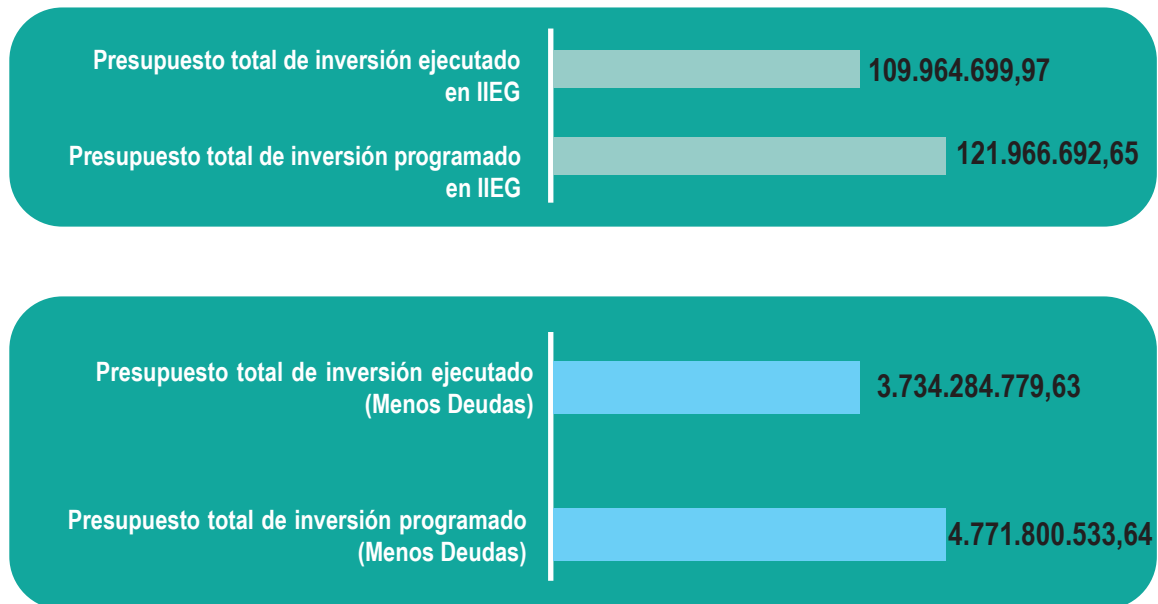 Presupuesto total de inversión ejecutado
en IIEG
109.964.699,97
Presupuesto total de inversión programado
en IIEG
121.966.692,65
Presupuesto total de inversión ejecutado
(Menos Deudas)
3.734.284.779,63
Presupuesto total de inversión programado
(Menos Deudas)
4.771.800.533,64